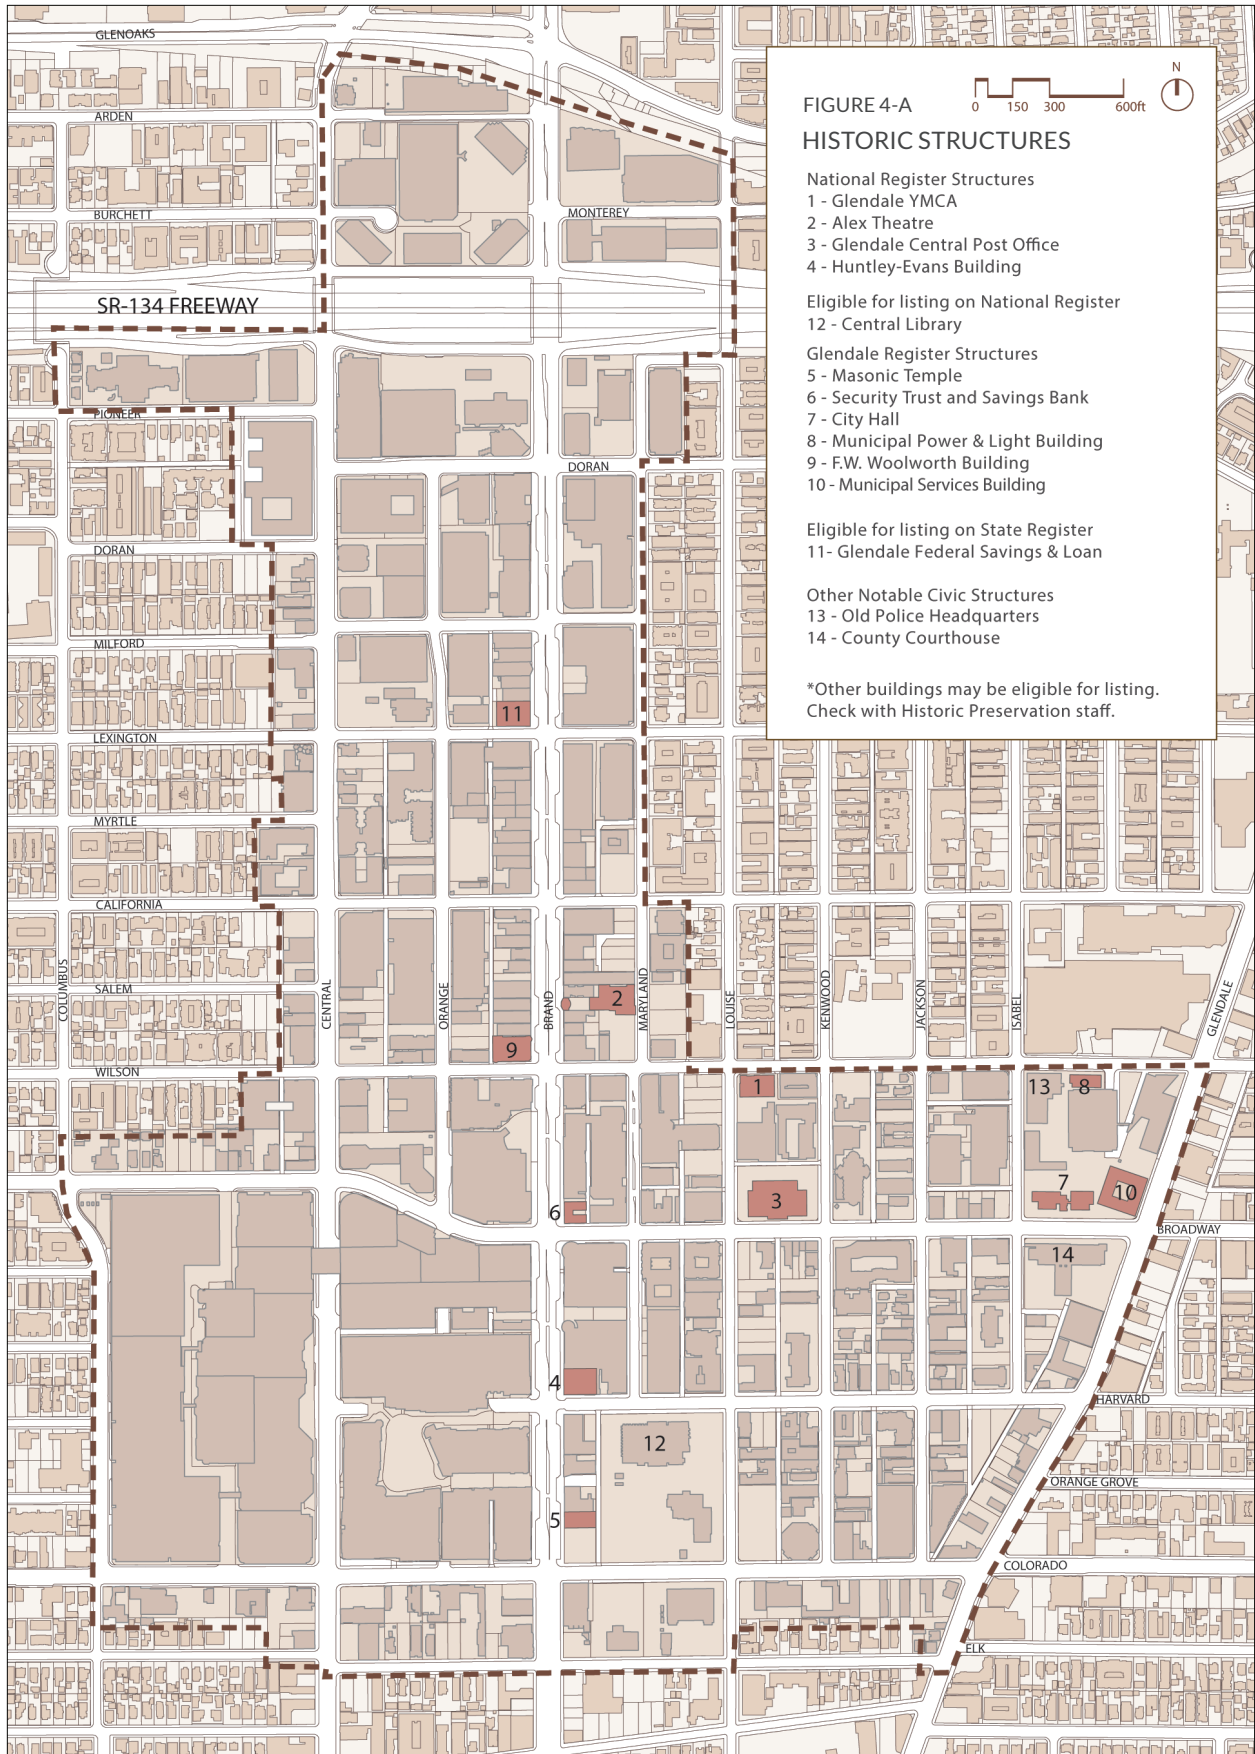 GLENOAKS
N
FIGURE 4-A
0 150 300 600ft
HISTORIC STRUCTURES
National Register Structures
1 - Glendale YMCA
2 - Alex Theatre
3 - Glendale Central Post Office
4 - Huntley-Evans Building
Eligible for listing on National Register
12 - Central Library
Glendale Register Structures
5 - Masonic Temple
6 - Security Trust and Savings Bank
7 - City Hall
8 - Municipal Power & Light Building
9 - F.W. Woolworth Building
10 - Municipal Services Building
Eligible for listing on State Register
11- Glendale Federal Savings & Loan
Other Notable Civic Structures
13 - Old Police Headquarters
14 - County Courthouse
*Other buildings may be eligible for listing.
Check with Historic Preservation staff.
ARDEN
BURCHETT
MONTEREY
SR-134 FREEWAY
PIONEER
DORAN
DORAN
MILFORD
11
LEXINGTON
MYRTLE
CALIFORNIA
COLUMBUS
SALEM
CENTRAL
ORANGE
BRAND
2
MARYLAND
LOUISE
KENWOOD
JACKSON
ISABEL
GLENDALE
9
WILSON
1
13
8
6
3
7
10
BROADWAY
14
4
HARVARD
12
ORANGE GROVE
5
COLORADO
ELK